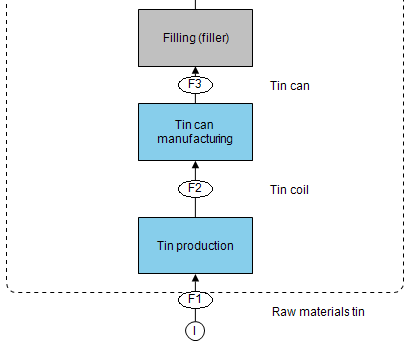 Filling (filler)
F3
Tin can
Tin can
manufacturing
F2
Tin coil
Tin production
F1
Raw materials tin
I